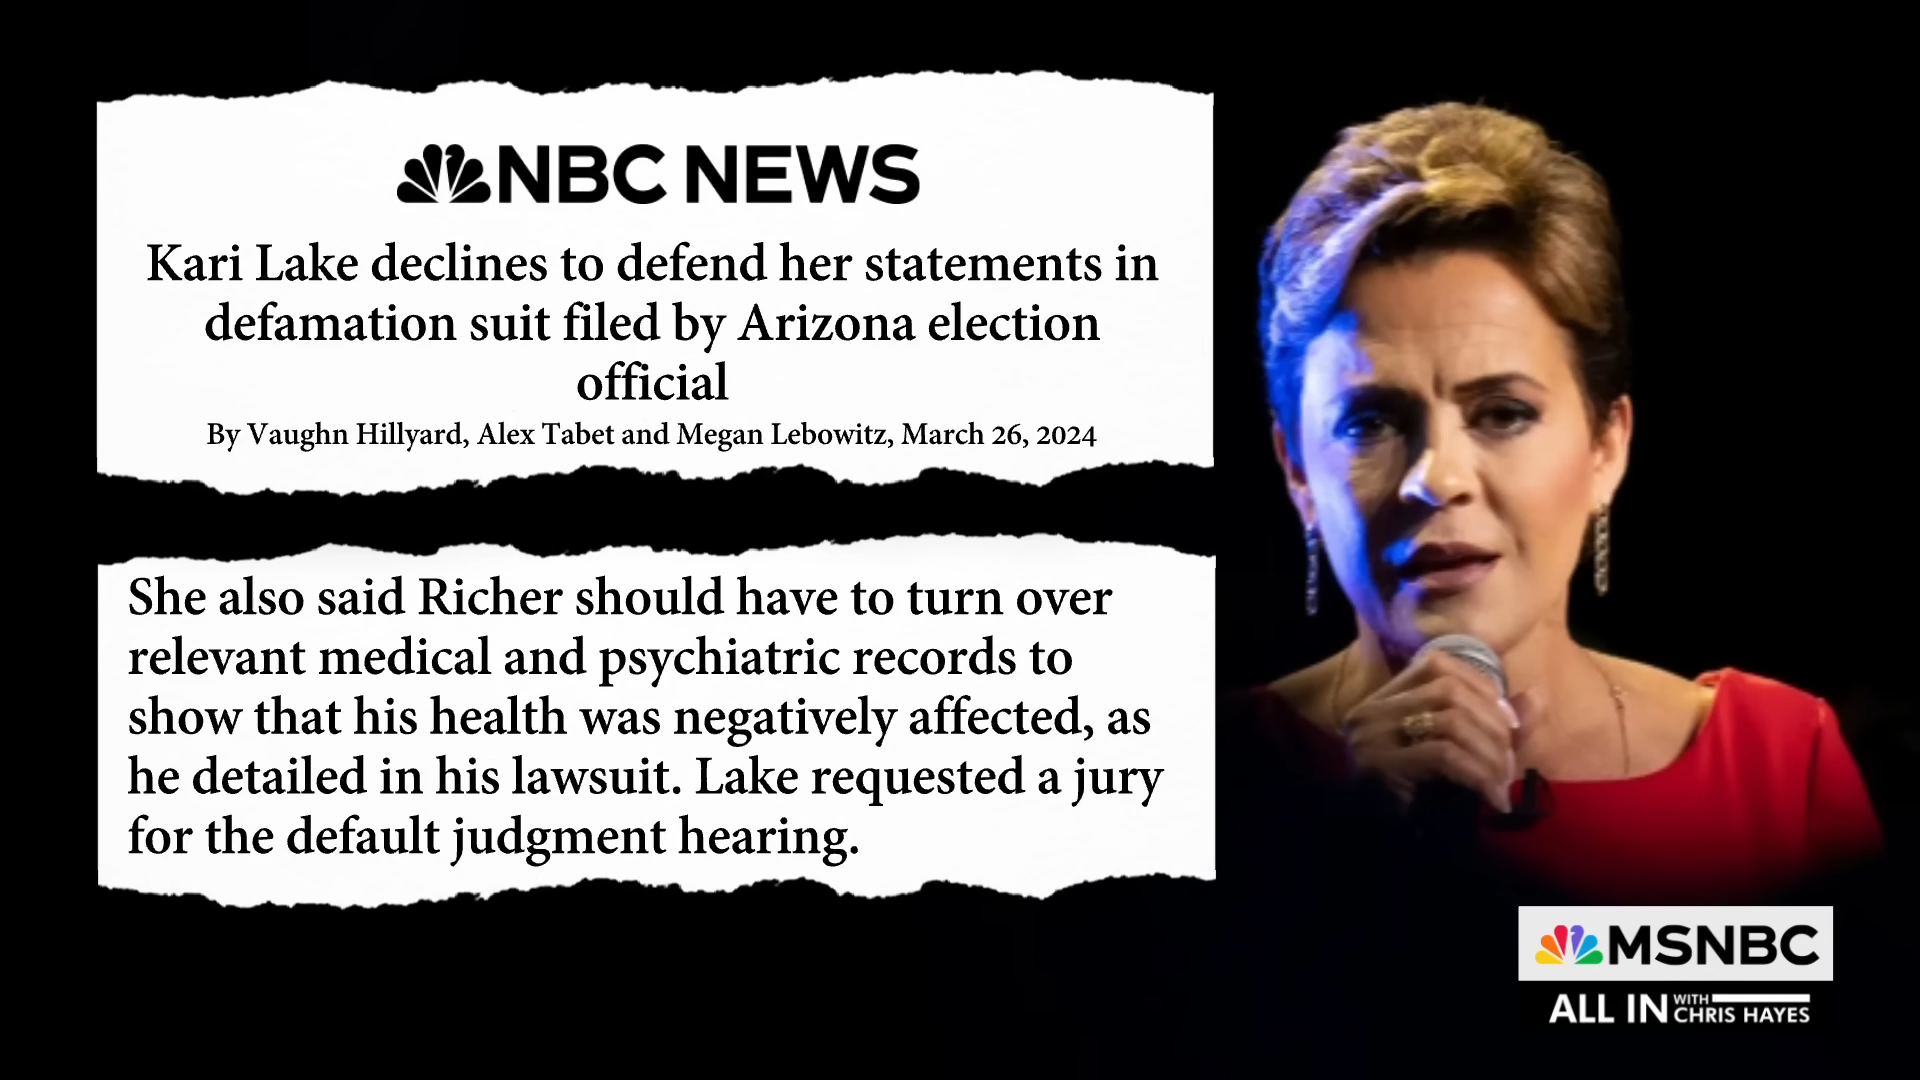 NBC NEWS
Kari Lake declines to defend her statements in
defamation suit filed by Arizona election
official
By Vaughn Hillyard, Alex Tabet and Megan Lebowitz, March 26, 2024
She also said Richer should have to turn over
relevant medical and psychiatric records to
show that his health was negatively affected, as
he detailed in his lawsuit. Lake requested a jury
for the default judgment hearing.
MSNBC
ALL IN WITH CHRIS HAYES